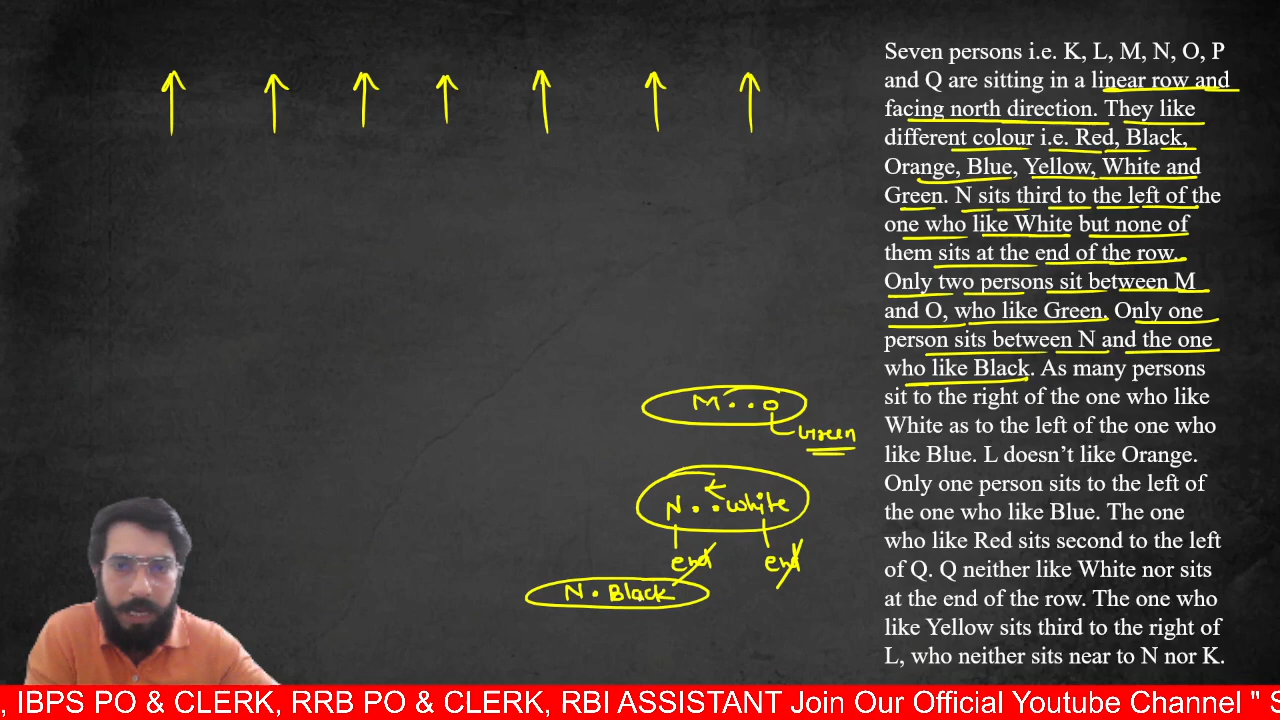 Seven persons i.e. K, L, M, N, O, P
and Q are sitting in a linear row and
facing north direction. They like
different colour i.e. Red, Black,
Orange, Blue, Yellow, White and
Green. N sits third to the left of the
one who like White but none of
them sits at the end of the row.
Only two persons sit between M
and O, who like Green. Only one
person sits between N and the one
who like Black. As many persons
sit to the right of the one who like
White as to the left of the one who
like Blue. L doesn't like Orange.
Only one person sits to the left of
the one who like Blue. The one
who like Red sits second to the left
of Q. Q neither like White nor sits
at the end of the row. The one who
like Yellow sits third to the right of
L, who neither sits near to N nor K.
M . . O
Green
N . . white
end end
N . Black
, IBPS PO & CLERK, RRB PO & CLERK, RBI ASSISTANT Join Our Official Youtube Channel " S